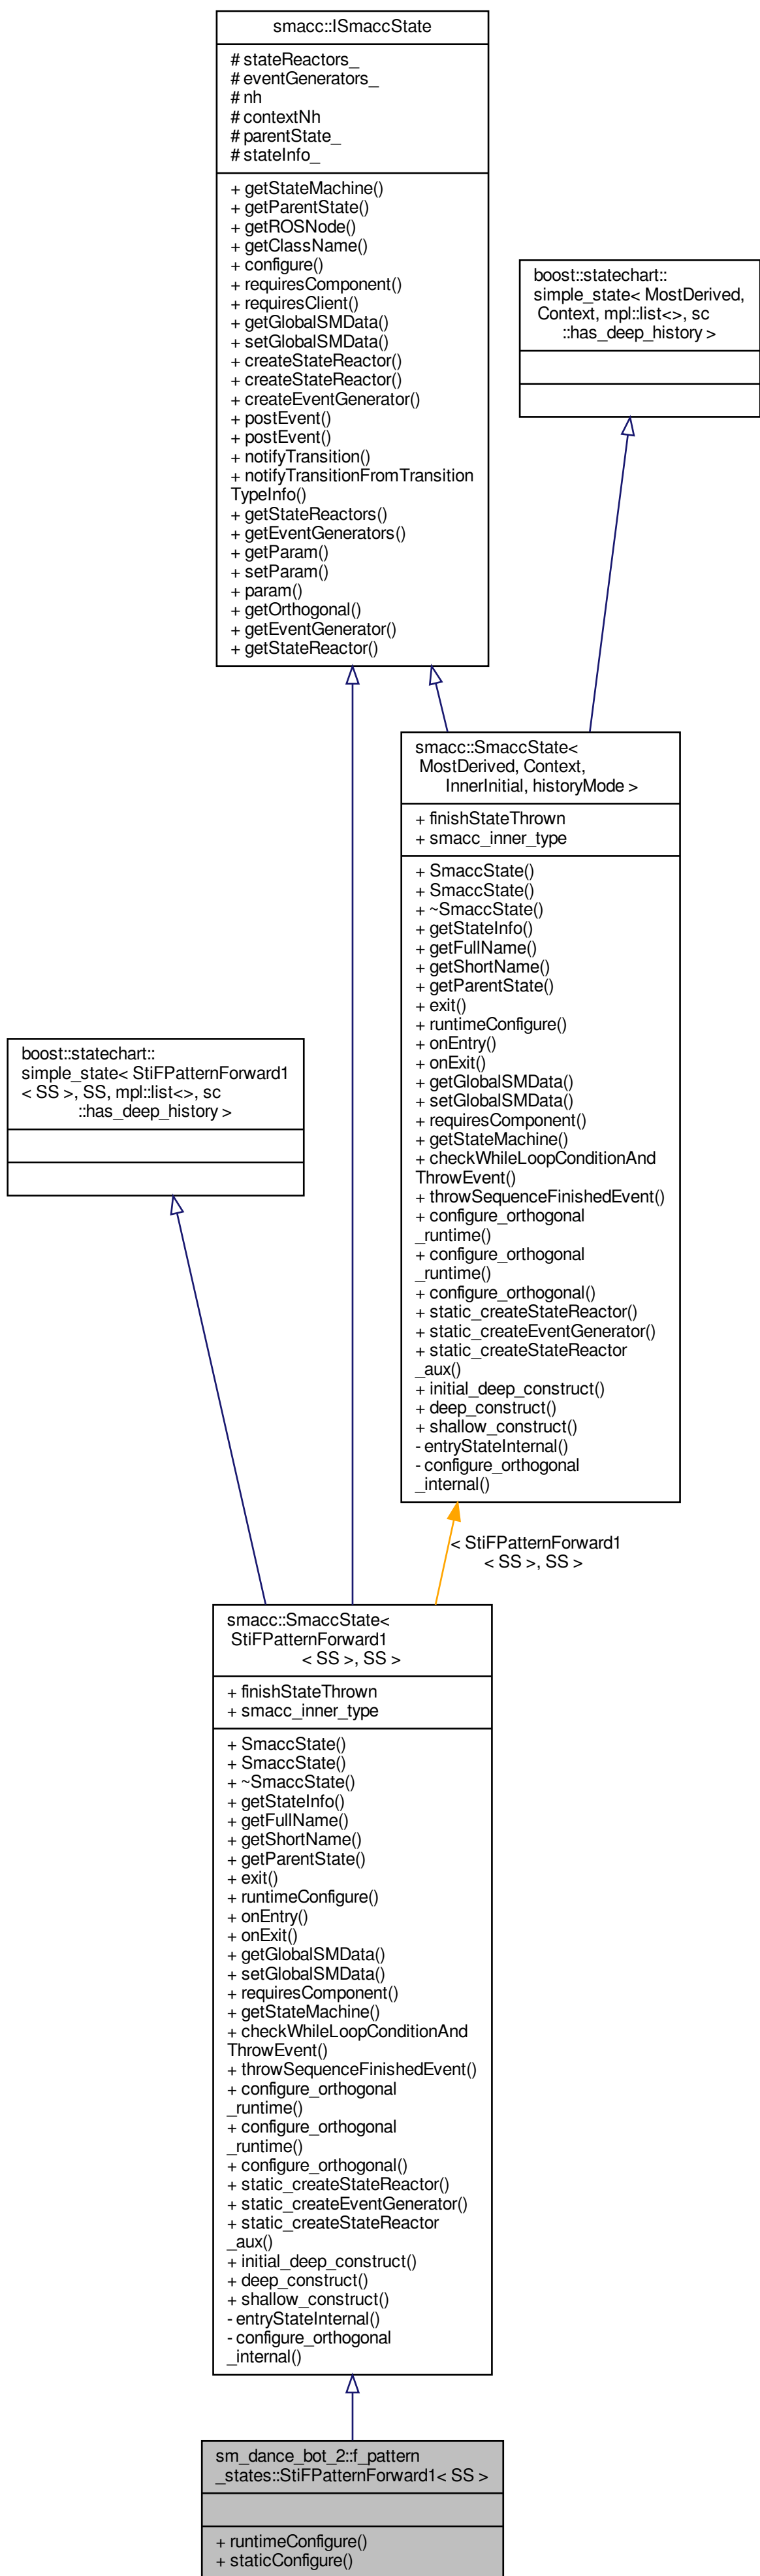 smacc::ISmaccState
# stateReactors_
# eventGenerators_
# nh
# contextNh
# parentState_
# stateInfo_
+ getStateMachine()
+ getParentState()
+ getROSNode()
+ getClassName()
+ configure()
+ requiresComponent()
+ requiresClient()
+ getGlobalSMData()
+ setGlobalSMData()
+ createStateReactor()
+ createStateReactor()
+ createEventGenerator()
+ postEvent()
+ postEvent()
+ notifyTransition()
+ notifyTransitionFromTransition
TypeInfo()
+ getStateReactors()
+ getEventGenerators()
+ getParam()
+ setParam()
+ param()
+ getOrthogonal()
+ getEventGenerator()
+ getStateReactor()
boost::statechart::
simple_state< MostDerived,
Context, mpl::list<>, sc
::has_deep_history >
smacc::SmaccState<
MostDerived, Context,
InnerInitial, historyMode >
+ finishStateThrown
+ smacc_inner_type
+ SmaccState()
+ SmaccState()
+ ~SmaccState()
+ getStateInfo()
+ getFullName()
+ getShortName()
+ getParentState()
+ exit()
+ runtimeConfigure()
+ onEntry()
+ onExit()
+ getGlobalSMData()
+ setGlobalSMData()
+ requiresComponent()
+ getStateMachine()
+ checkWhileLoopConditionAnd
ThrowEvent()
+ throwSequenceFinishedEvent()
+ configure_orthogonal
_runtime()
+ configure_orthogonal
_runtime()
+ configure_orthogonal()
+ static_createStateReactor()
+ static_createEventGenerator()
+ static_createStateReactor
_aux()
+ initial_deep_construct()
+ deep_construct()
+ shallow_construct()
- entryStateInternal()
- configure_orthogonal
_internal()
boost::statechart::
simple_state< StiFPatternForward1
< SS >, SS, mpl::list<>, sc
::has_deep_history >
< StiFPatternForward1
< SS >, SS >
smacc::SmaccState<
StiFPatternForward1
< SS >, SS >
+ finishStateThrown
+ smacc_inner_type
+ SmaccState()
+ SmaccState()
+ ~SmaccState()
+ getStateInfo()
+ getFullName()
+ getShortName()
+ getParentState()
+ exit()
+ runtimeConfigure()
+ onEntry()
+ onExit()
+ getGlobalSMData()
+ setGlobalSMData()
+ requiresComponent()
+ getStateMachine()
+ checkWhileLoopConditionAnd
ThrowEvent()
+ throwSequenceFinishedEvent()
+ configure_orthogonal
_runtime()
+ configure_orthogonal
_runtime()
+ configure_orthogonal()
+ static_createStateReactor()
+ static_createEventGenerator()
+ static_createStateReactor
_aux()
+ initial_deep_construct()
+ deep_construct()
+ shallow_construct()
- entryStateInternal()
- configure_orthogonal
_internal()
sm_dance_bot_2::f_pattern
_states::StiFPatternForward1< SS >
+ runtimeConfigure()
+ staticConfigure()